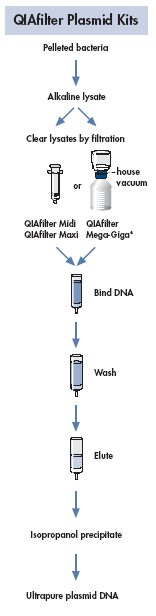 QIAfilter Plasmid Kits
Pelleted bacteria
Alkaline lysate
Clear lysates by filtration
or
house
vacuum
QIAfilter Midi
QIAfilter Maxi
QIAfilter
Mega-Giga*
Bind DNA
Wash
Elute
Isopropanol precipitate
Ultrapure plasmid DNA